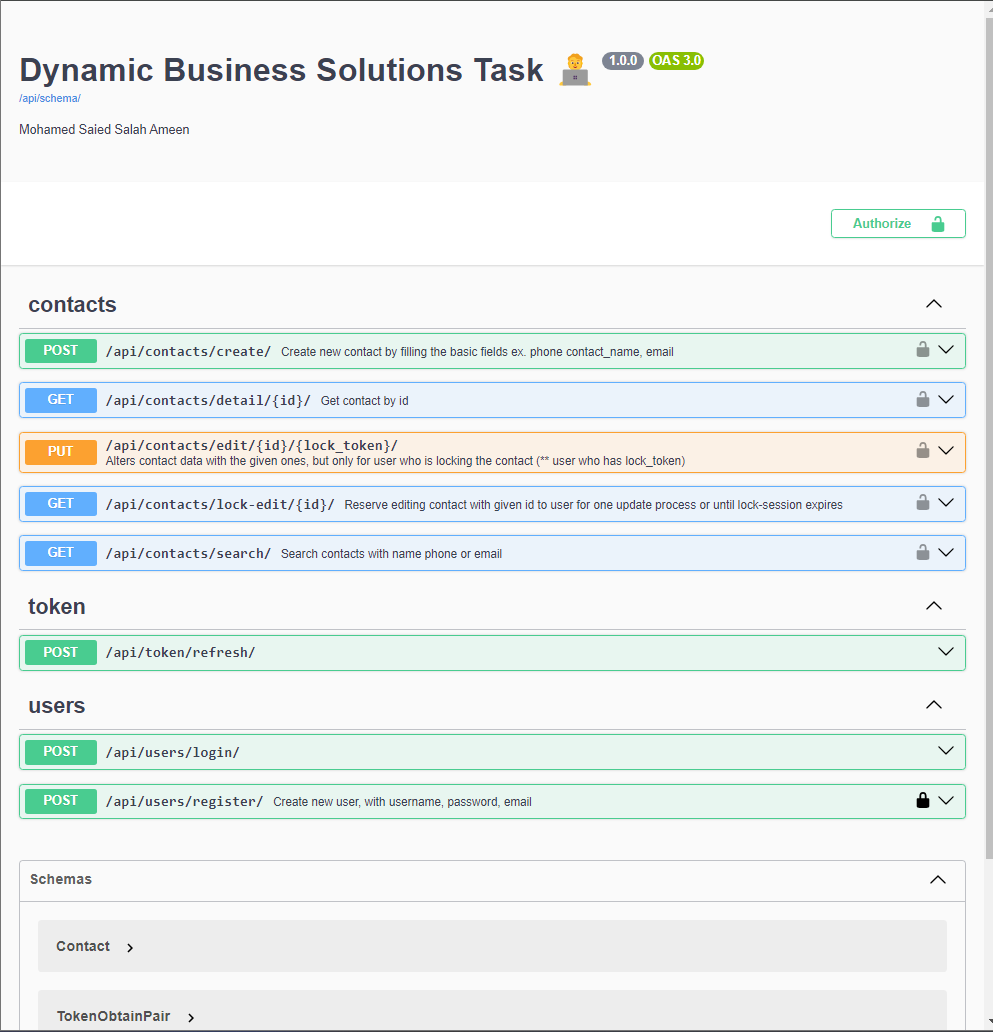 Dynamic Business Solutions Task 1.0.0 OAS 3.0
/api/schema/
Mohamed Saied Salah Ameen
Authorize
contacts
POST /api/contacts/create/ Create new contact by filling the basic fields ex. phone contact_name, email
GET /api/contacts/detail/{id}/ Get contact by id
PUT /api/contacts/edit/{id}/{lock_token}/
Alters contact data with the given ones, but only for user who is locking the contact (** user who has lock_token)
GET /api/contacts/lock-edit/{id}/ Reserve editing contact with given id to user for one update process or until lock-session expires
GET /api/contacts/search/ Search contacts with name phone or email
token
POST /api/token/refresh/
users
POST /api/users/login/
POST /api/users/register/ Create new user, with username, password, email
Schemas
Contact
TokenObtainPair